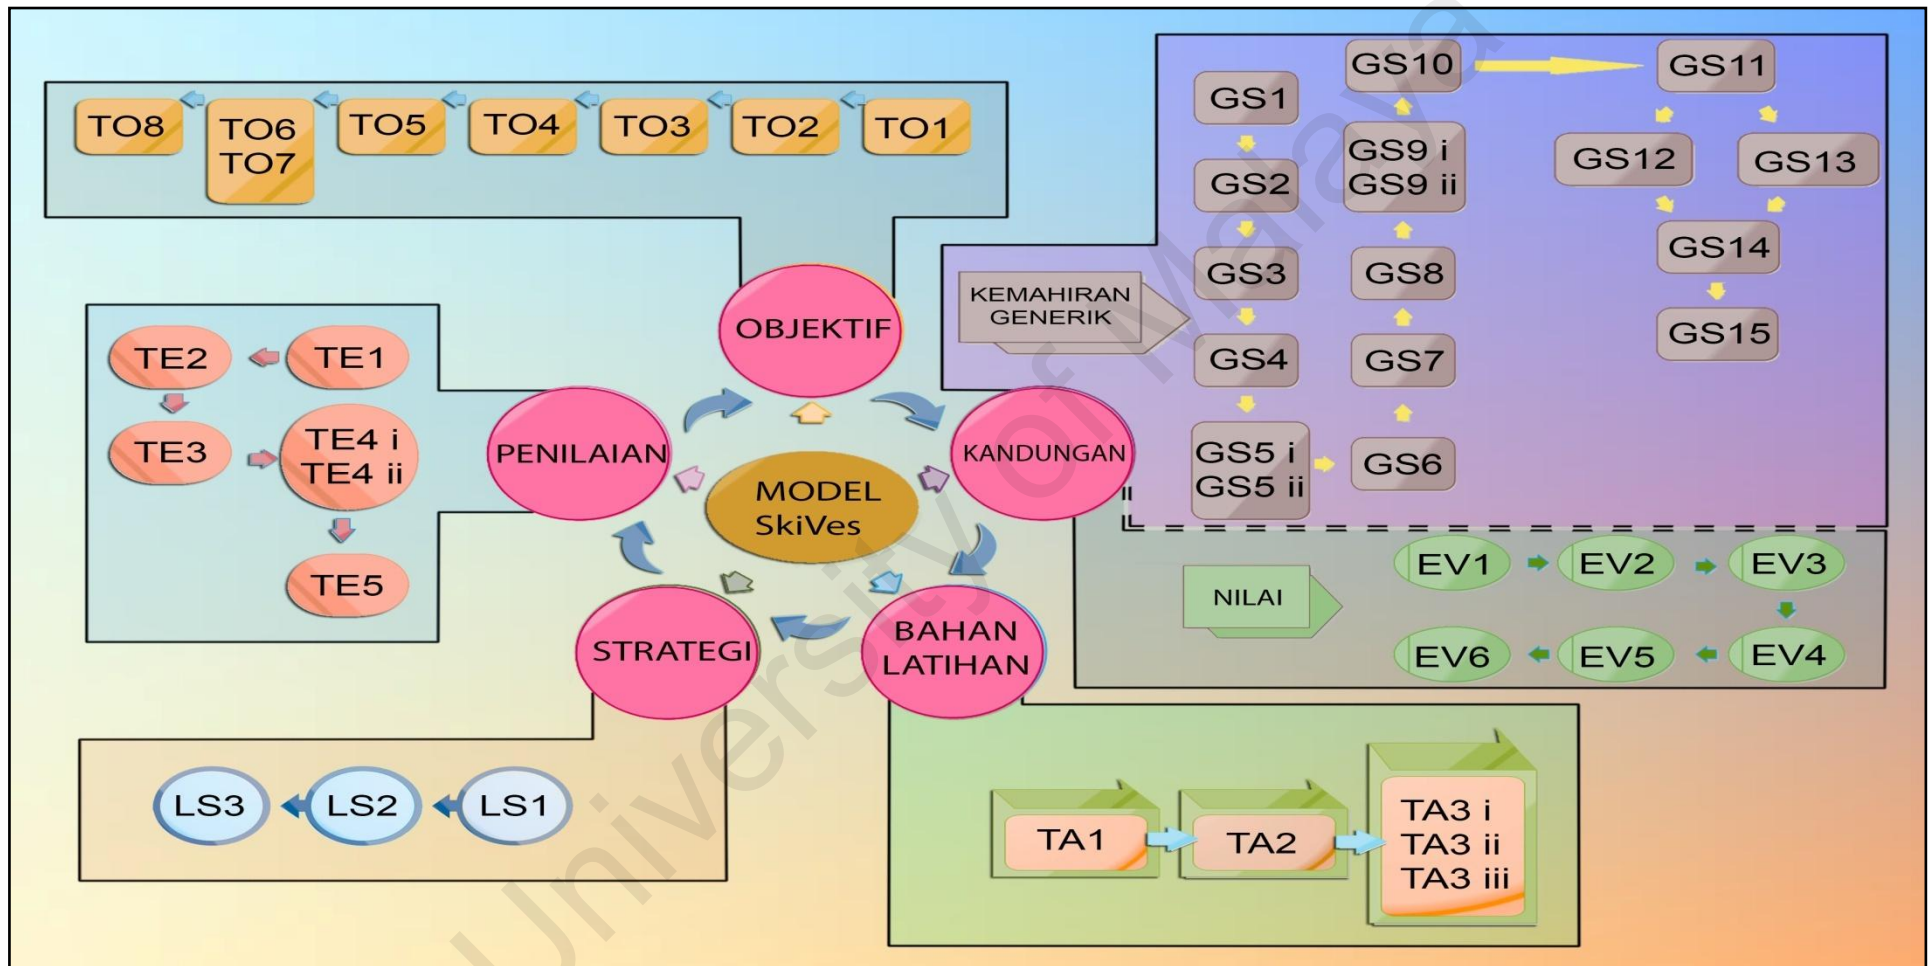 TO8
TO6
TO7
TO5
TO4
TO3
TO2
TO1
OBJEKTIF
KEMAHIRAN
GENERIK
GS1
GS2
GS3
GS4
GS5 i
GS5 ii
GS6
GS7
GS8
GS9 i
GS9 ii
GS10
GS11
GS12
GS13
GS14
GS15
TE2
TE1
TE3
TE4 i
TE4 ii
TE5
PENILAIAN
MODEL
SkiVes
KANDUNGAN
NILAI
EV1
EV2
EV3
EV6
EV5
EV4
STRATEGI
BAHAN
LATIHAN
LS3
LS2
LS1
TA1
TA2
TA3 i
TA3 ii
TA3 iii
University of Malaya